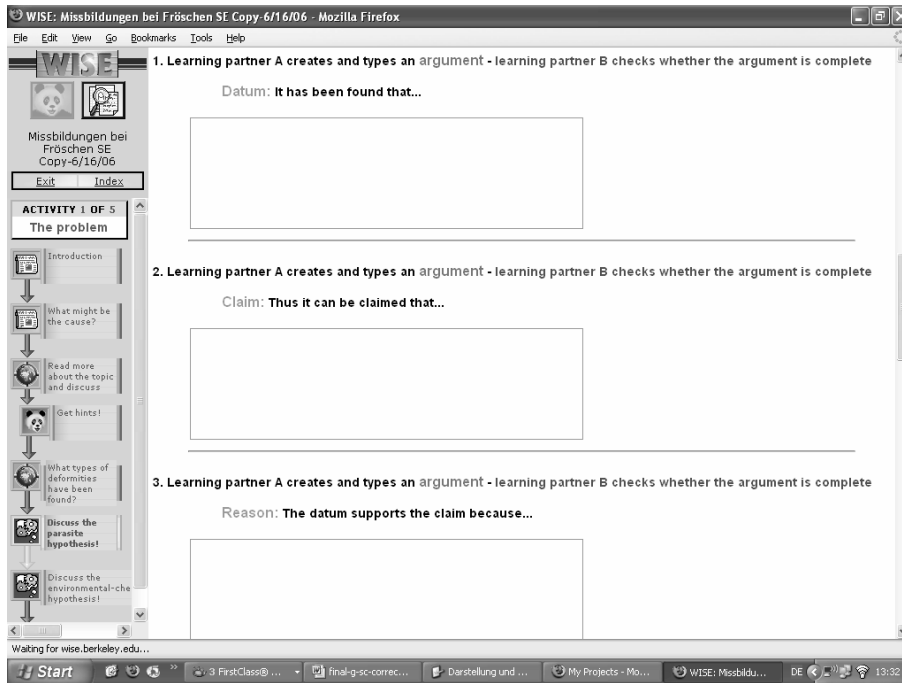 WISE: Missbildungen bei Fröschen SE Copy-6/16/06 - Mozilla Firefox
File Edit View Go Bookmarks Tools Help
WISE
Missbildungen bei
Fröschen SE
Copy-6/16/06
Exit Index
ACTIVITY 1 OF 5
The problem
Introduction
What might be
the cause?
Read more
about the topic
and discuss
Get hints!
What types of
deformities
have been
found?
Discuss the
parasite
hypothesis!
Discuss the
environmental-che
hypothesis!
1. Learning partner A creates and types an argument - learning partner B checks whether the argument is complete
Datum: It has been found that...
2. Learning partner A creates and types an argument - learning partner B checks whether the argument is complete
Claim: Thus it can be claimed that...
3. Learning partner A creates and types an argument - learning partner B checks whether the argument is complete
Reason: The datum supports the claim because...
Waiting for wise.berkeley.edu...
Start 3 FirstClass® ... final-g-sc-correc... Darstellung und ... My Projects - Mo... WISE: Missbildu... DE 13:32